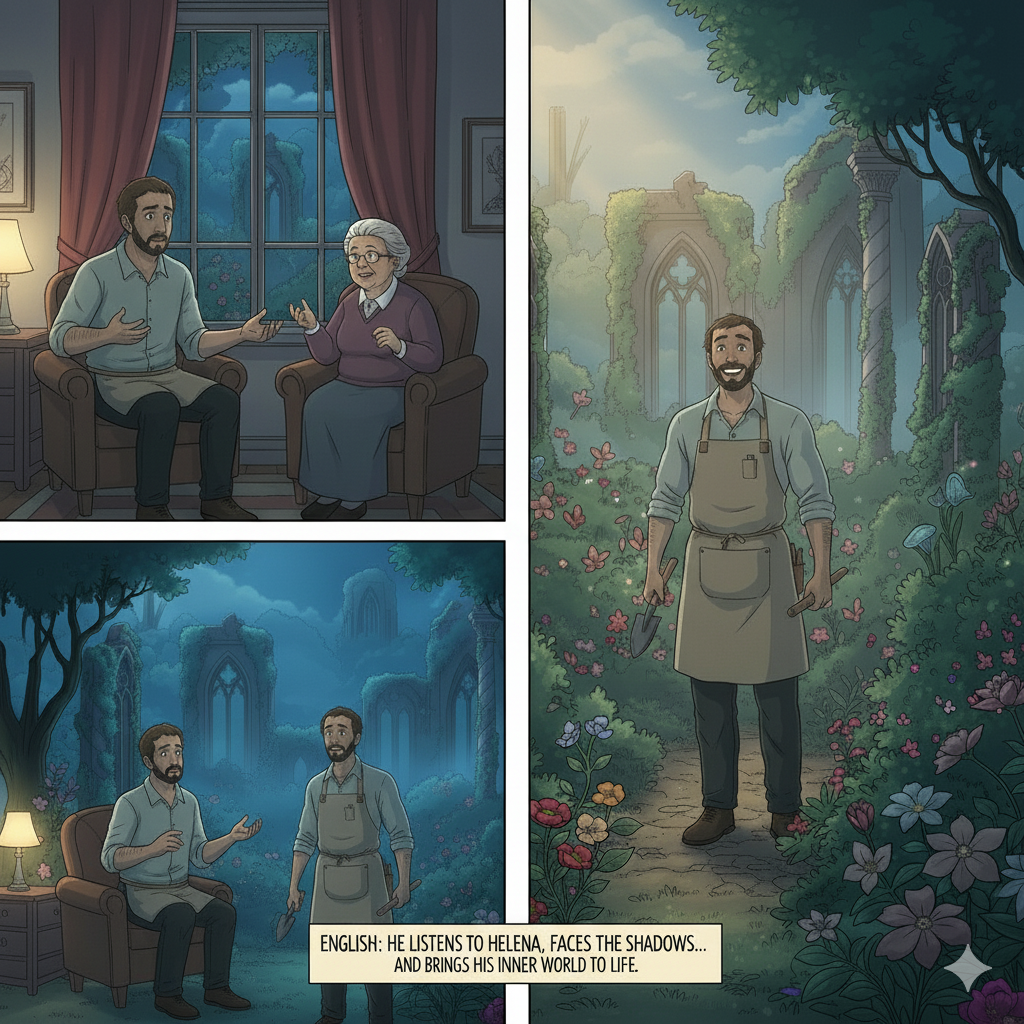 ENGLISH: HE LISTENS TO HELENA, FACES THE SHADOWS...
AND BRINGS HIS INNER WORLD TO LIFE.